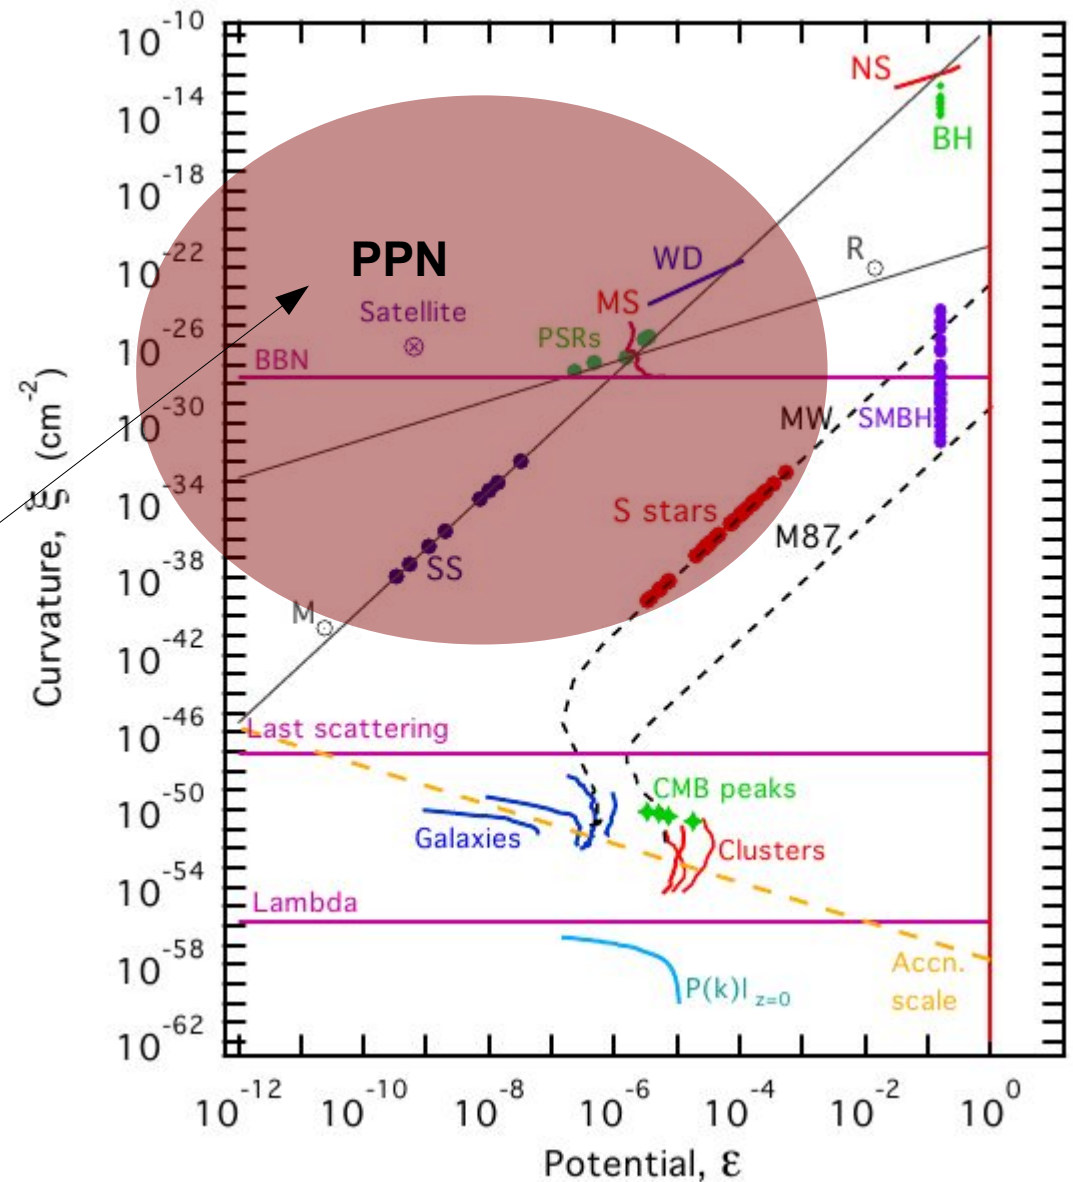 10^-10
10^-14
10^-18
10^-22
10^-26
10^-30
10^-34
10^-38
10^-42
10^-46
10^-50
10^-54
10^-58
10^-62
Curvature, ξ (cm^-2)
NS
BH
PPN
WD
R☉
Satellite
MS
PSRs
BBN
MW
SMBH
S stars
M87
SS
M☉
Last scattering
CMB peaks
Galaxies
Clusters
Lambda
Accn.
scale
P(k)| z=0
10^-12 10^-10 10^-8 10^-6 10^-4 10^-2 10^0
Potential, ε